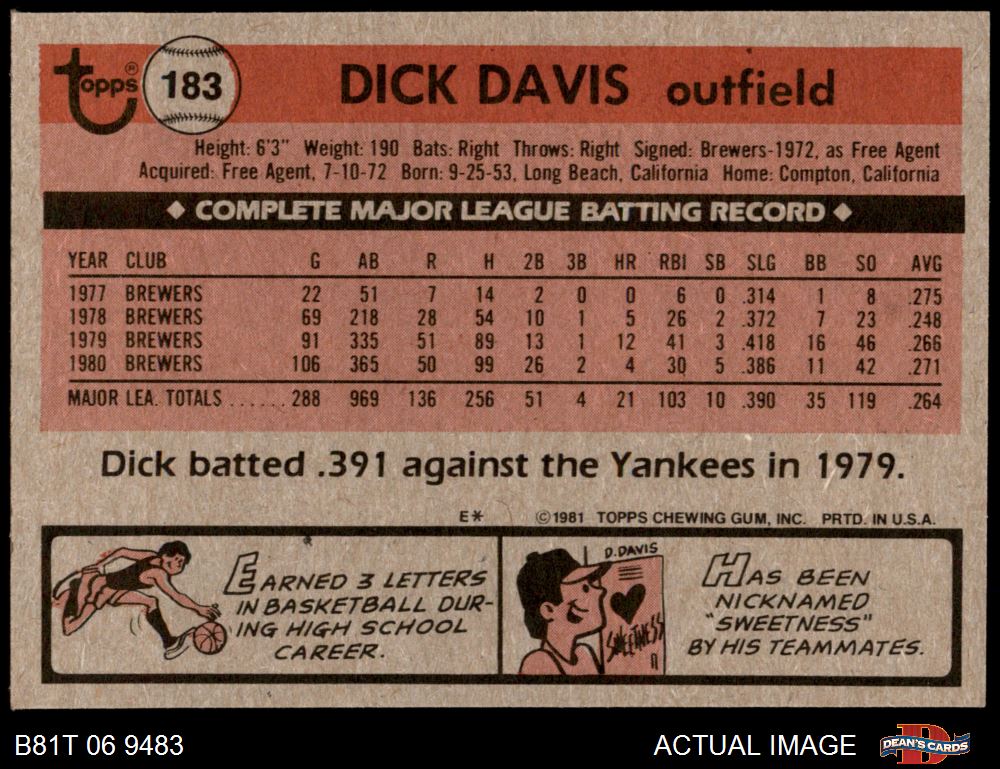 topps®
183
DICK DAVIS outfield
Height: 6'3" Weight: 190 Bats: Right Throws: Right Signed: Brewers-1972, as Free Agent
Acquired: Free Agent, 7-10-72 Born: 9-25-53, Long Beach, California Home: Compton, California
◆ COMPLETE MAJOR LEAGUE BATTING RECORD ◆
YEAR CLUB G AB R H 2B 3B HR RBI SB SLG BB SO AVG
1977 BREWERS 22 51 7 14 2 0 0 6 0 .314 1 8 .275
1978 BREWERS 69 218 28 54 10 1 5 26 2 .372 7 23 .248
1979 BREWERS 91 335 51 89 13 1 12 41 3 .418 16 46 .266
1980 BREWERS 106 365 50 99 26 2 4 30 5 .386 11 42 .271
MAJOR LEA. TOTALS ...... 288 969 136 256 51 4 21 103 10 .390 35 119 .264
Dick batted .391 against the Yankees in 1979.
E* ©1981 TOPPS CHEWING GUM, INC. PRTD. IN U.S.A.
EARNED 3 LETTERS
IN BASKETBALL DUR-
ING HIGH SCHOOL
CAREER.
D. DAVIS
SWEETNESS
HAS BEEN
NICKNAMED
"SWEETNESS"
BY HIS TEAMMATES.
B81T 06 9483
ACTUAL IMAGE
DEAN'S CARDS